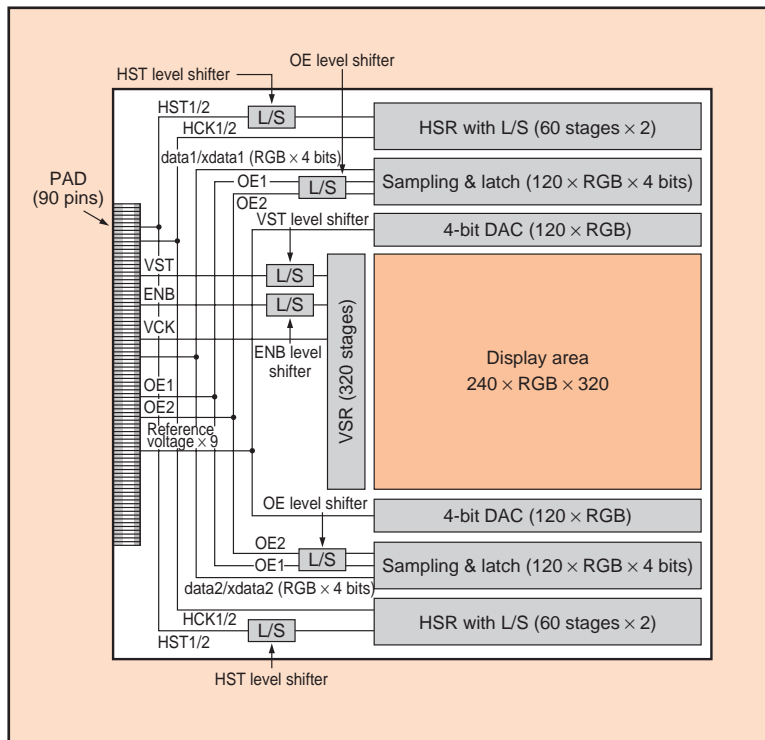 OE level shifter
HST level shifter
HST1/2
L/S
HSR with L/S (60 stages × 2)
HCK1/2
data1/xdata1 (RGB × 4 bits)
PAD
(90 pins)
OE1
L/S
Sampling & latch (120 × RGB × 4 bits)
OE2
VST level shifter
4-bit DAC (120 × RGB)
VST
L/S
ENB
L/S
VCK
ENB level
shifter
VSR (320 stages)
Display area
240 × RGB × 320
OE1
OE2
Reference
voltage × 9
OE level shifter
4-bit DAC (120 × RGB)
OE2
OE1
L/S
Sampling & latch (120 × RGB × 4 bits)
data2/xdata2 (RGB × 4 bits)
HCK1/2
HST1/2
L/S
HSR with L/S (60 stages × 2)
HST level shifter